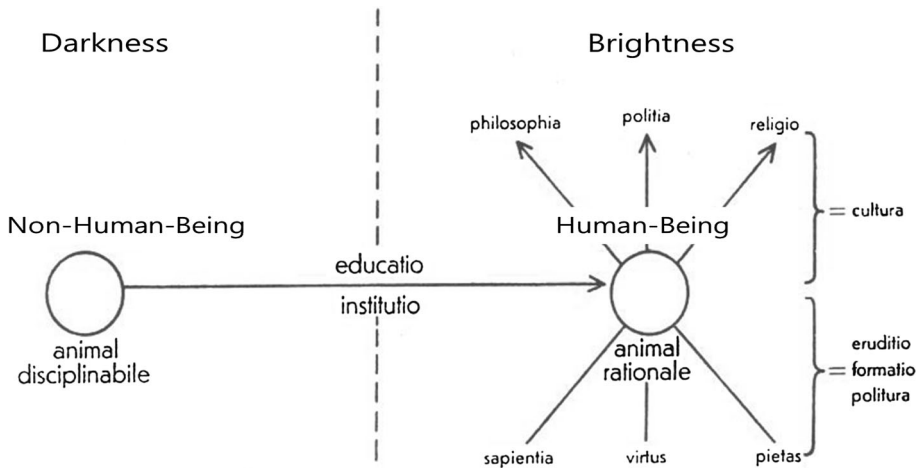 Darkness
Brightness
philosophia
politia
religio
= cultura
Non-Human-Being
Human-Being
educatio
institutio
animal
disciplinabile
animal
rationale
eruditio
= formatio
politura
sapientia
virtus
pietas